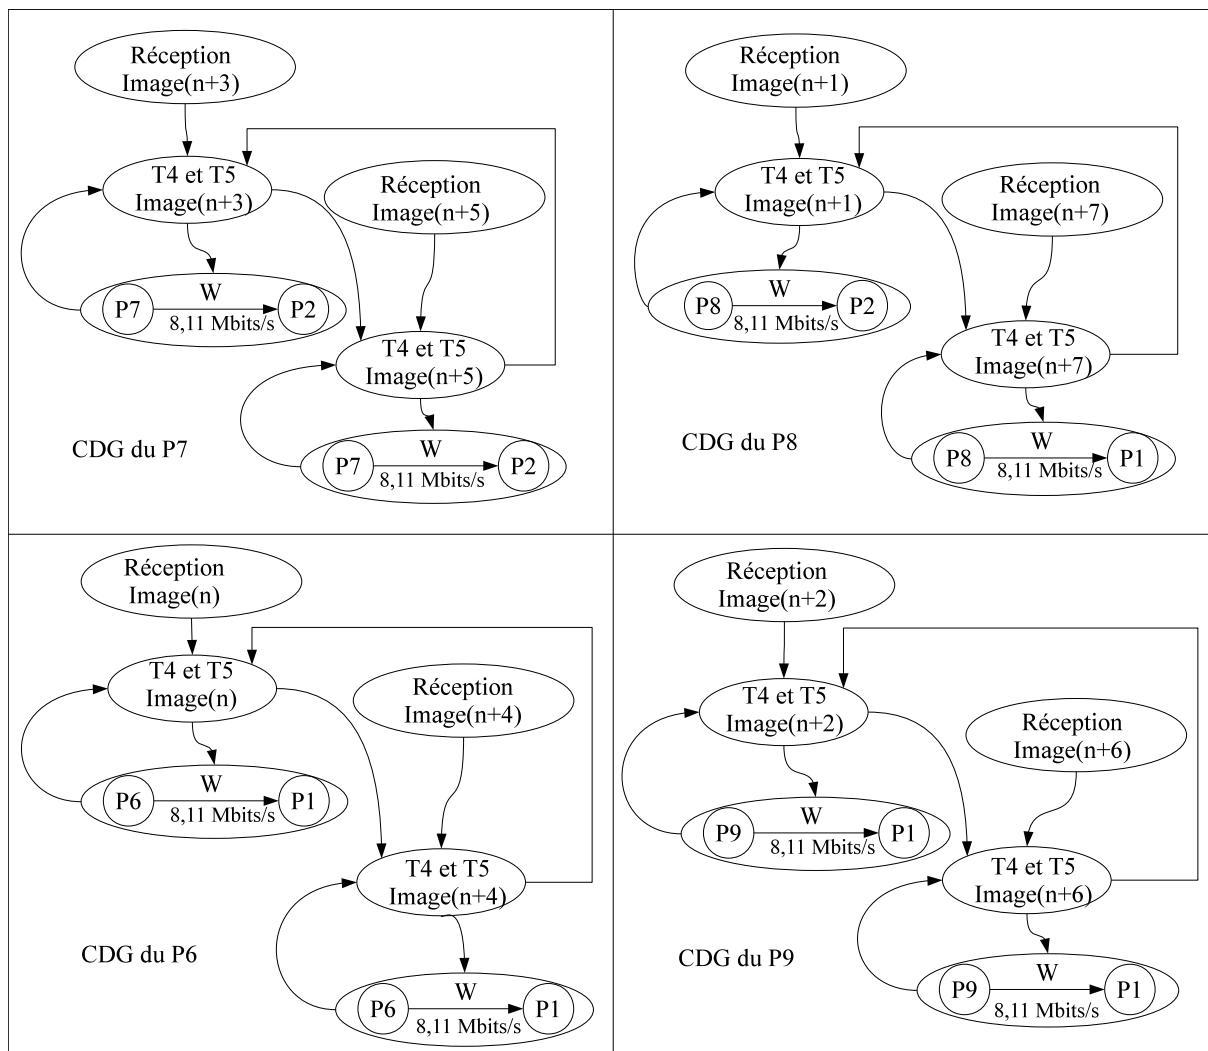 Réception
Image(n+3)
T4 et T5
Image(n+3)
Réception
Image(n+5)
W
P7
P2
8,11 Mbits/s
T4 et T5
Image(n+5)
CDG du P7
W
P7
P2
8,11 Mbits/s
Réception
Image(n+1)
T4 et T5
Image(n+1)
Réception
Image(n+7)
W
P8
P2
8,11 Mbits/s
T4 et T5
Image(n+7)
CDG du P8
W
P8
P1
8,11 Mbits/s
Réception
Image(n)
T4 et T5
Image(n)
Réception
Image(n+4)
W
P6
P1
8,11 Mbits/s
T4 et T5
Image(n+4)
CDG du P6
W
P6
P1
8,11 Mbits/s
Réception
Image(n+2)
T4 et T5
Image(n+2)
Réception
Image(n+6)
W
P9
P1
8,11 Mbits/s
T4 et T5
Image(n+6)
CDG du P9
W
P9
P1
8,11 Mbits/s